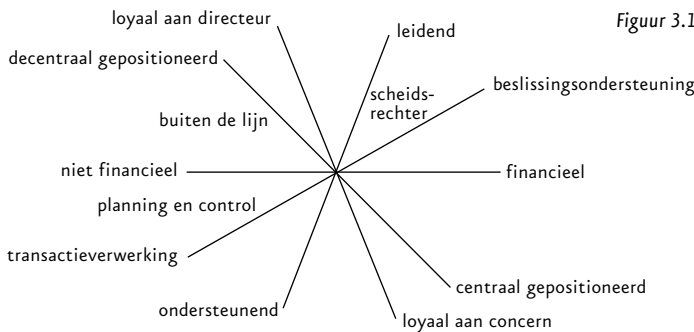 loyaal aan directeur
Figuur 3.1
leidend
decentraal gepositioneerd
beslissingsondersteuning
scheids-
rechter
buiten de lijn
niet financieel
financieel
planning en control
transactieverwerking
centraal gepositioneerd
ondersteunend
loyaal aan concern